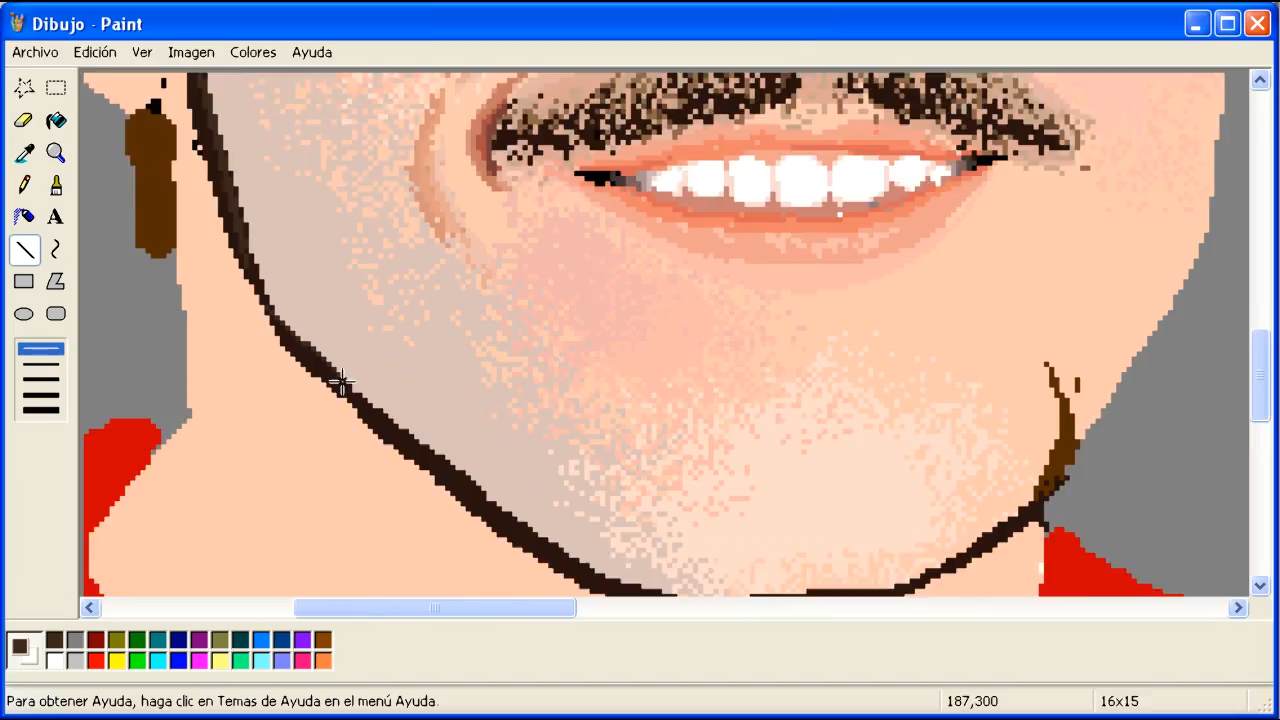 Dibujo - Paint
Archivo Edición Ver Imagen Colores Ayuda
A
Para obtener Ayuda, haga clic en Temas de Ayuda en el menú Ayuda.
187,300
16x15